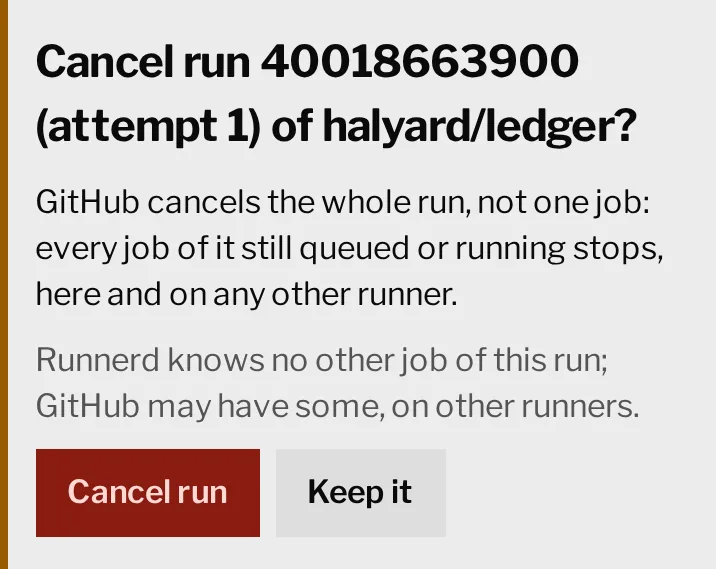 Cancel run 40018663900
(attempt 1) of halyard/ledger?
GitHub cancels the whole run, not one job:
every job of it still queued or running stops,
here and on any other runner.
Runnerd knows no other job of this run;
GitHub may have some, on other runners.
Cancel run
Keep it